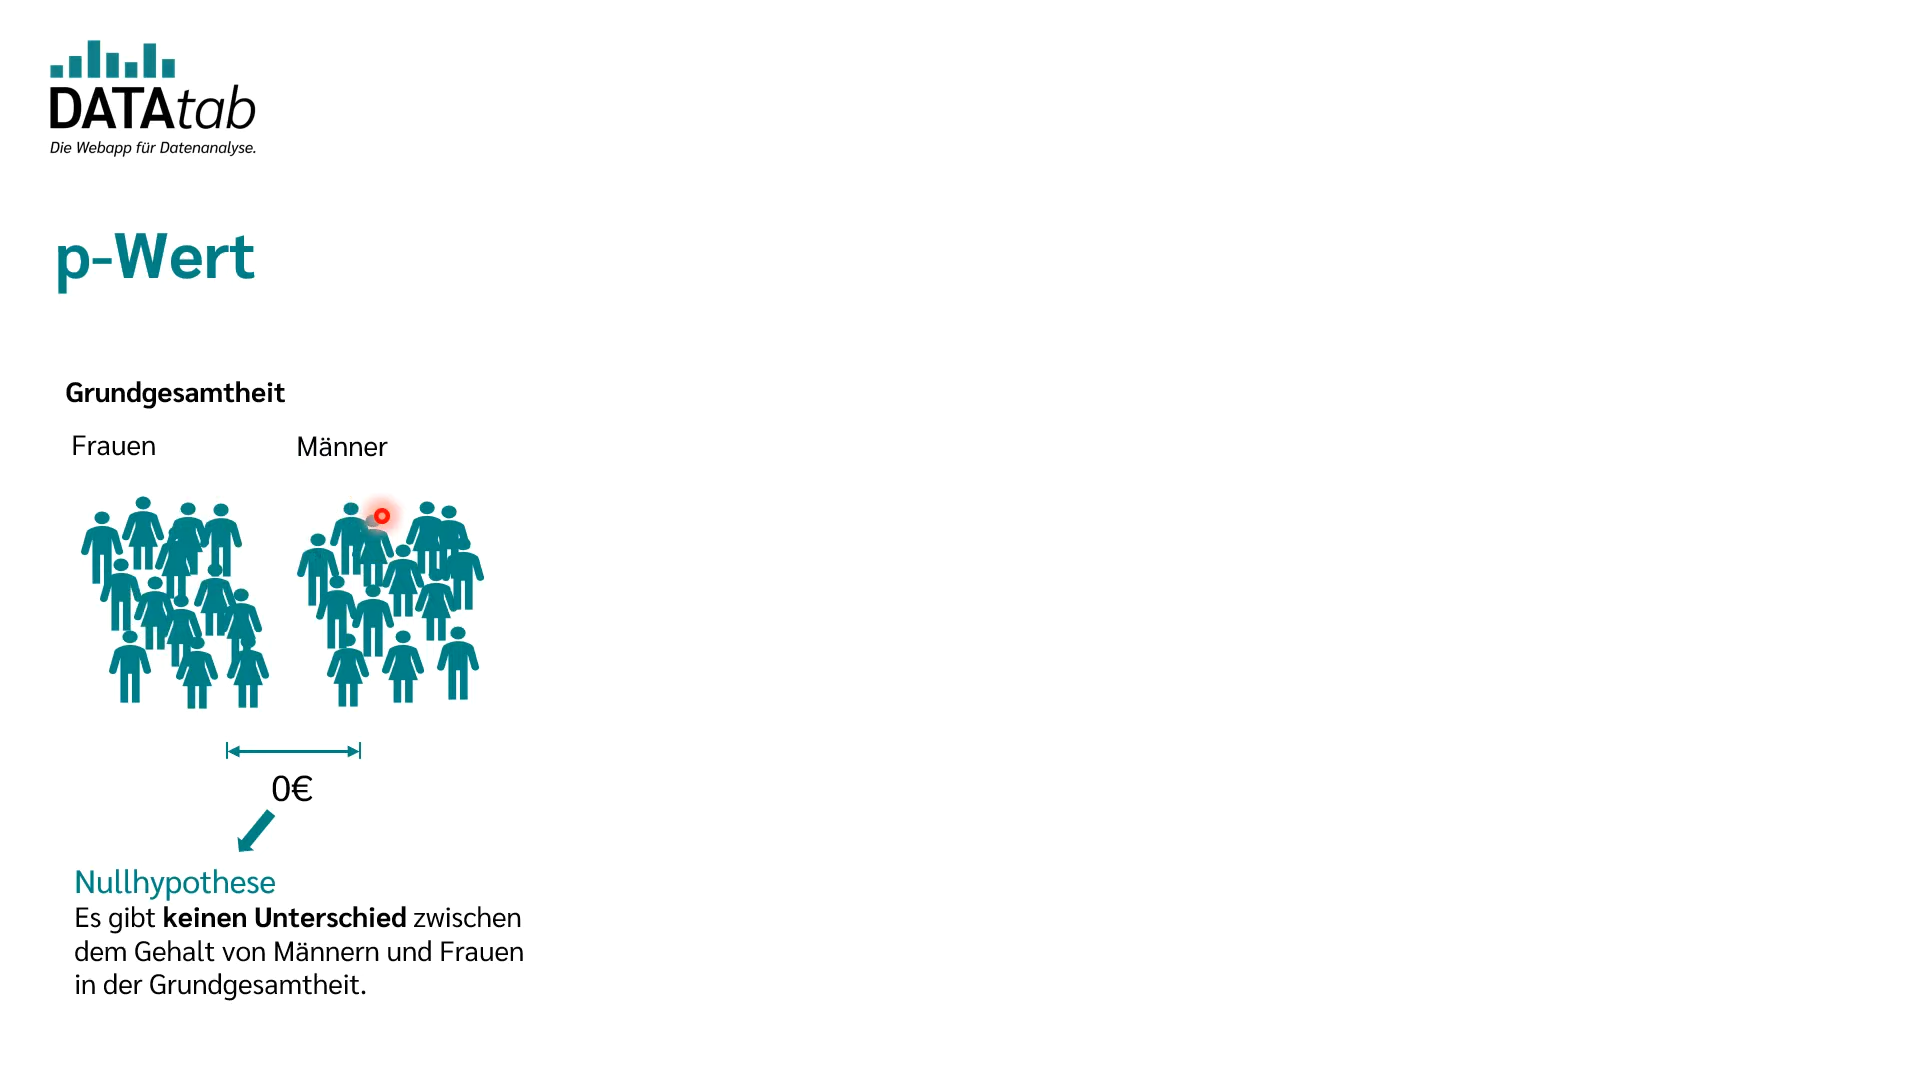 DATAtab
Die Webapp für Datenanalyse.
p-Wert
Grundgesamtheit
Frauen
Männer
0€
Nullhypothese
Es gibt keinen Unterschied zwischen
dem Gehalt von Männern und Frauen
in der Grundgesamtheit.